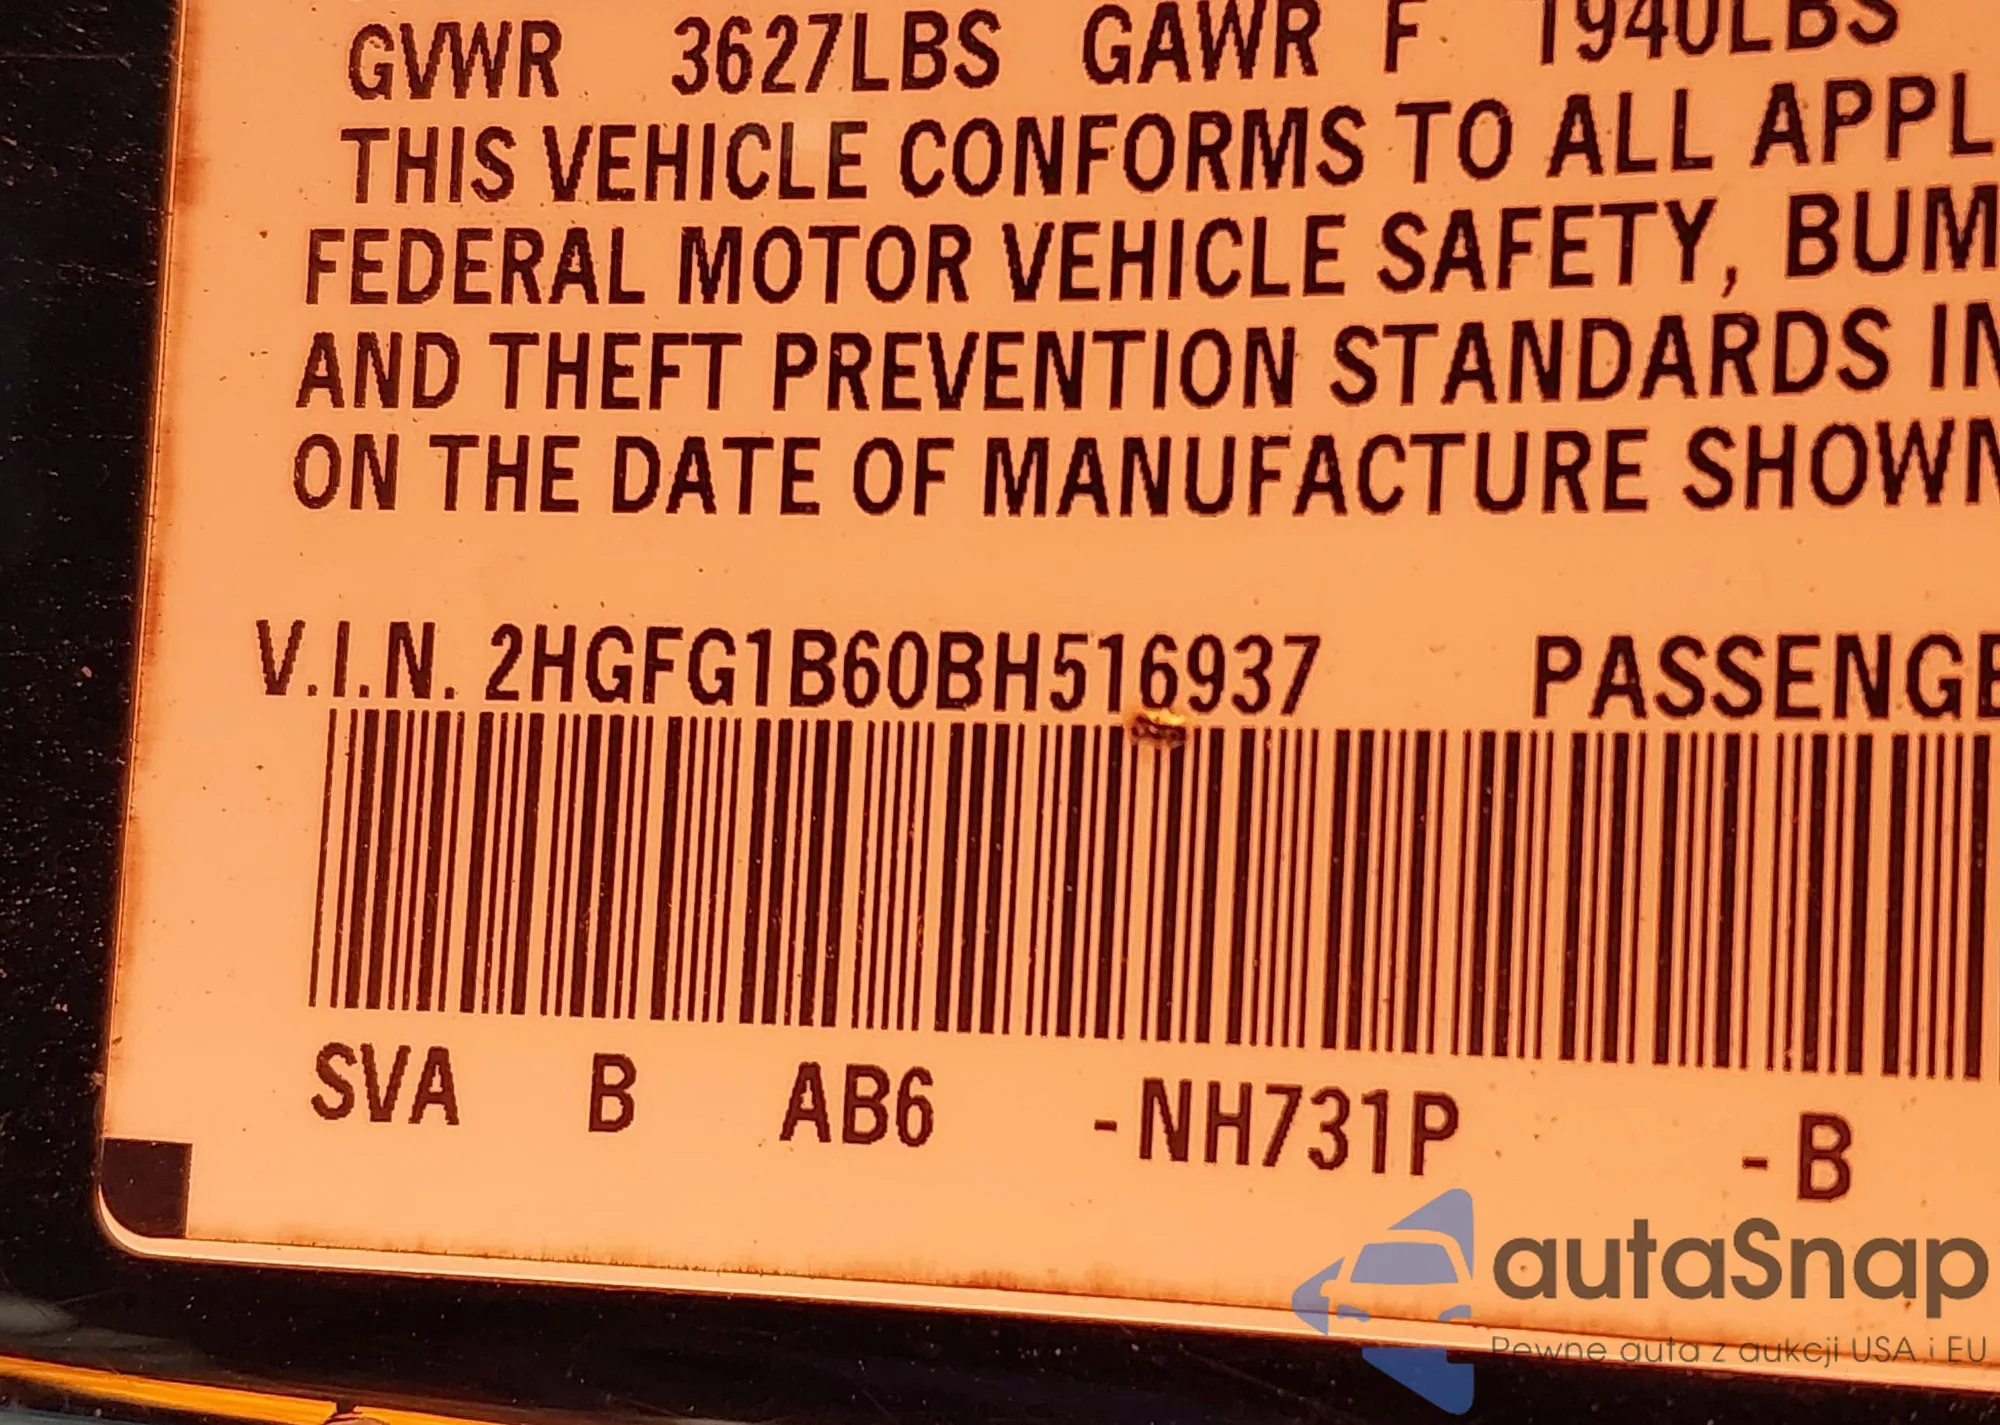 GVWR 3627LBS GAWR F 1940LBS
THIS VEHICLE CONFORMS TO ALL APPL
FEDERAL MOTOR VEHICLE SAFETY, BUM
AND THEFT PREVENTION STANDARDS IN
ON THE DATE OF MANUFACTURE SHOWN
V.I.N. 2HGFG1B60BH516937 PASSENGE
SVA B AB6 -NH731P -B
autaSnap
Pewne auta z aukcji USA i EU